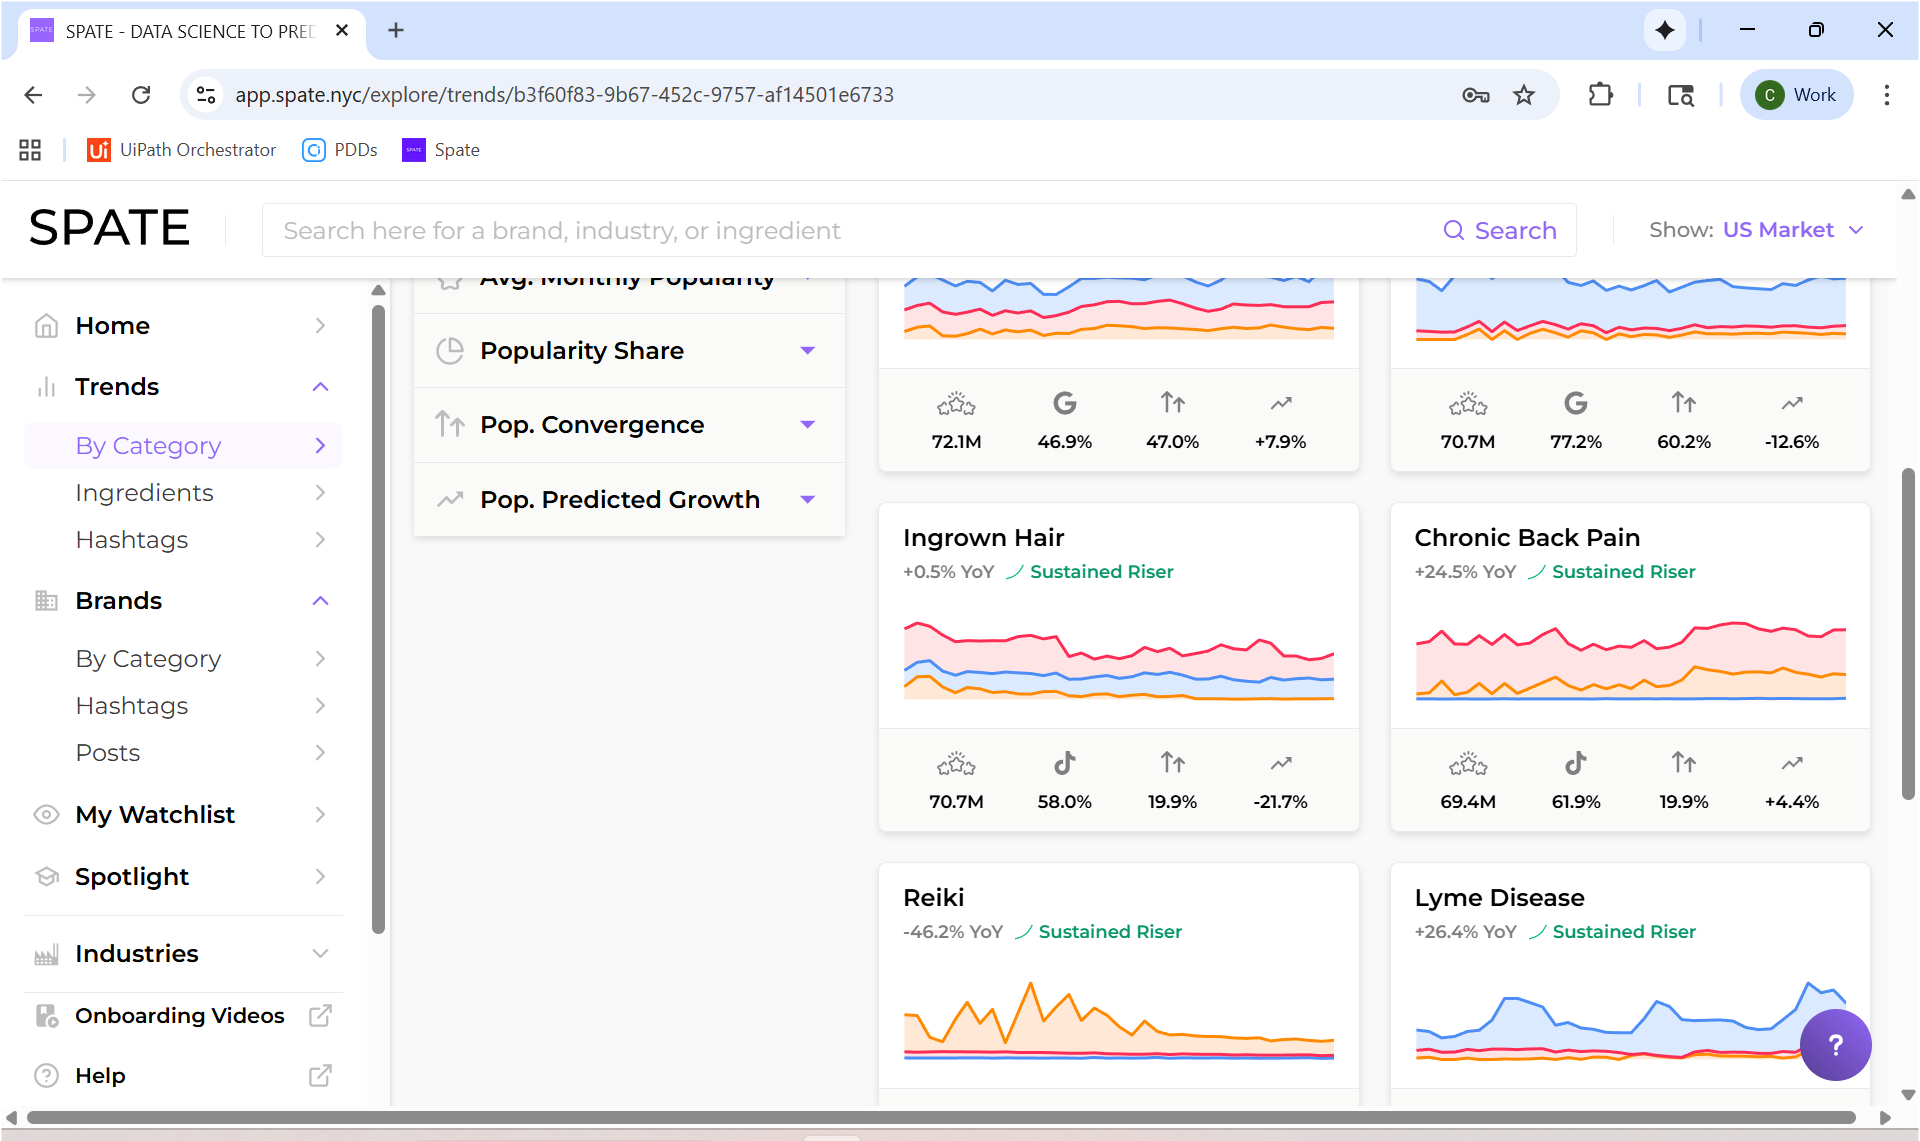 SPATE - DATA SCIENCE TO PRED
app.spate.nyc/explore/trends/b3f60f83-9b67-452c-9757-af14501e6733
C Work
UiPath Orchestrator
PDDs
Spate
SPATE
Search here for a brand, industry, or ingredient
Search
Show: US Market
Home
Trends
By Category
Ingredients
Hashtags
Brands
By Category
Hashtags
Posts
My Watchlist
Spotlight
Industries
Onboarding Videos
Help
Avg. Monthly Popularity
Popularity Share
Pop. Convergence
Pop. Predicted Growth
72.1M 46.9% 47.0% +7.9%
70.7M 77.2% 60.2% -12.6%
Ingrown Hair
+0.5% YoY Sustained Riser
70.7M 58.0% 19.9% -21.7%
Chronic Back Pain
+24.5% YoY Sustained Riser
69.4M 61.9% 19.9% +4.4%
Reiki
-46.2% YoY Sustained Riser
Lyme Disease
+26.4% YoY Sustained Riser
?